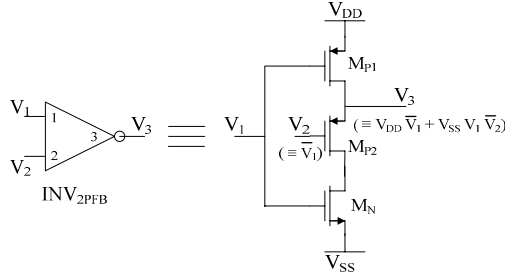 V_DD
M_P1
V_1
1
3
V_3
V_2
2
INV_2PFB
V_1
V_2
(≡ V̅_1)
V_3
(≡ V_DD V̅_1 + V_SS V_1 V̅_2)
M_P2
M_N
V_SS